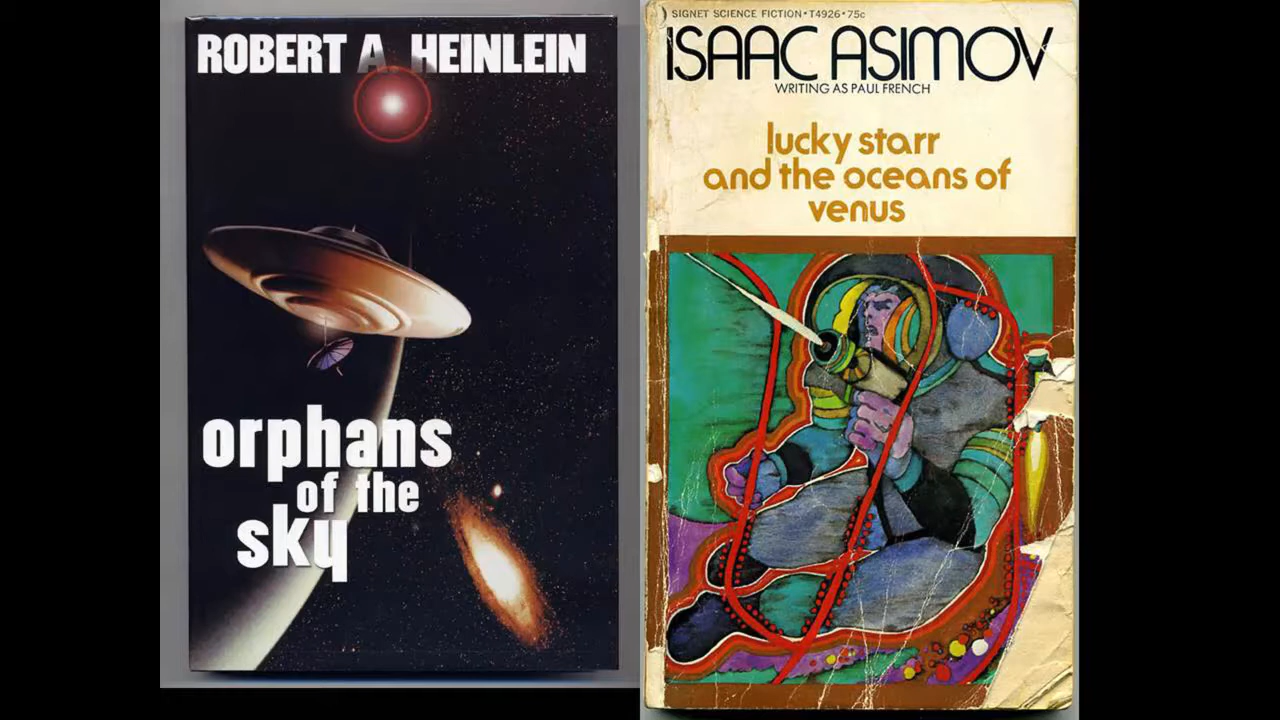 ROBERT A. HEINLEIN
orphans
of the
sky
SIGNET SCIENCE FICTION • T4926 • 75c
ISAAC ASIMOV
WRITING AS PAUL FRENCH
lucky starr
and the oceans of
venus